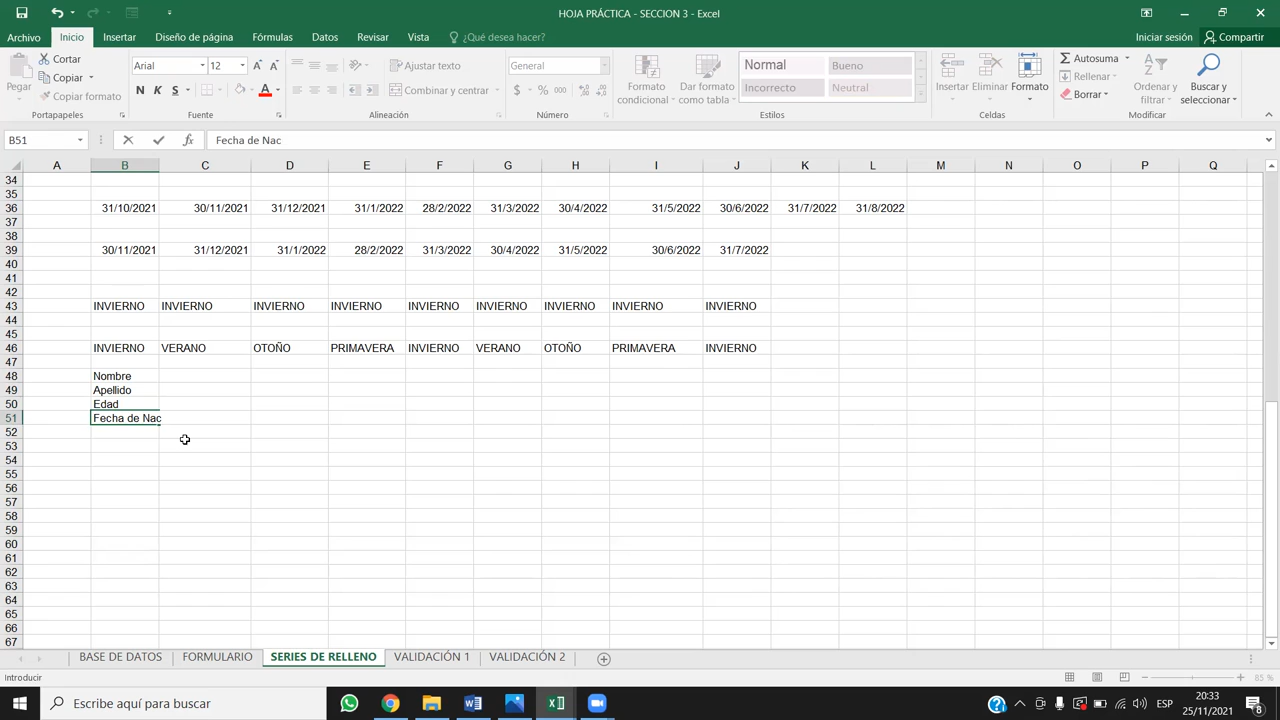 HOJA PRÁCTICA - SECCION 3 - Excel
Archivo Inicio Insertar Diseño de página Fórmulas Datos Revisar Vista ¿Qué desea hacer? Iniciar sesión Compartir
Pegar Cortar Copiar Copiar formato
Arial 12 N K S A
Ajustar texto Combinar y centrar
General $ % 000
Formato condicional Dar formato como tabla
Normal Bueno
Incorrecto Neutral
Insertar Eliminar Formato
Autosuma Rellenar Borrar
Ordenar y filtrar Buscar y seleccionar
Portapapeles Fuente Alineación Número Estilos Celdas Modificar
B51 fx Fecha de Nac
A B C D E F G H I J K L M N O P Q
34
35
36 31/10/2021 30/11/2021 31/12/2021 31/1/2022 28/2/2022 31/3/2022 30/4/2022 31/5/2022 30/6/2022 31/7/2022 31/8/2022
37
38
39 30/11/2021 31/12/2021 31/1/2022 28/2/2022 31/3/2022 30/4/2022 31/5/2022 30/6/2022 31/7/2022
40
41
42
43 INVIERNO INVIERNO INVIERNO INVIERNO INVIERNO INVIERNO INVIERNO INVIERNO INVIERNO
44
45
46 INVIERNO VERANO OTOÑO PRIMAVERA INVIERNO VERANO OTOÑO PRIMAVERA INVIERNO
47
48 Nombre
49 Apellido
50 Edad
51 Fecha de Nac
52
53
54
55
56
57
58
59
60
61
62
63
64
65
66
67
BASE DE DATOS FORMULARIO SERIES DE RELLENO VALIDACIÓN 1 VALIDACIÓN 2
Introducir 85 %
Escribe aquí para buscar
ESP
20:33
25/11/2021
8